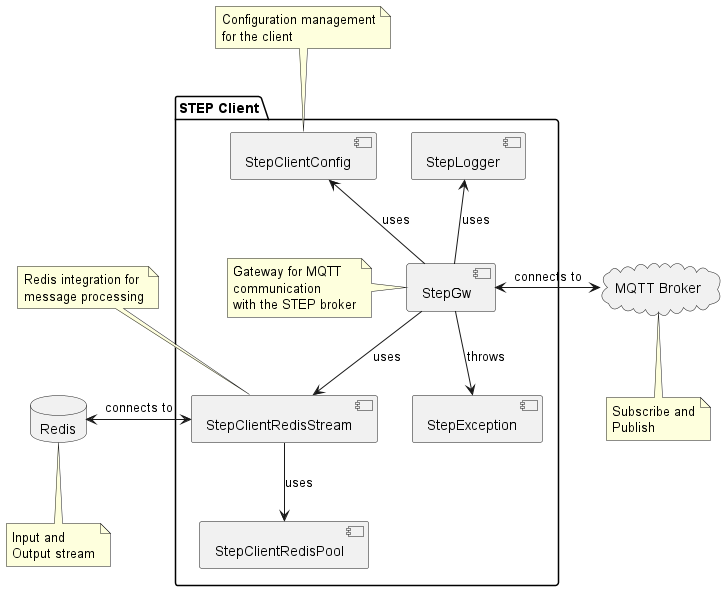 Configuration management
for the client
STEP Client
StepClientConfig
StepLogger
uses
uses
Gateway for MQTT
communication
with the STEP broker
StepGw
connects to
MQTT Broker
Redis integration for
message processing
uses
throws
Subscribe and
Publish
Redis
connects to
StepClientRedisStream
StepException
uses
Input and
Output stream
StepClientRedisPool